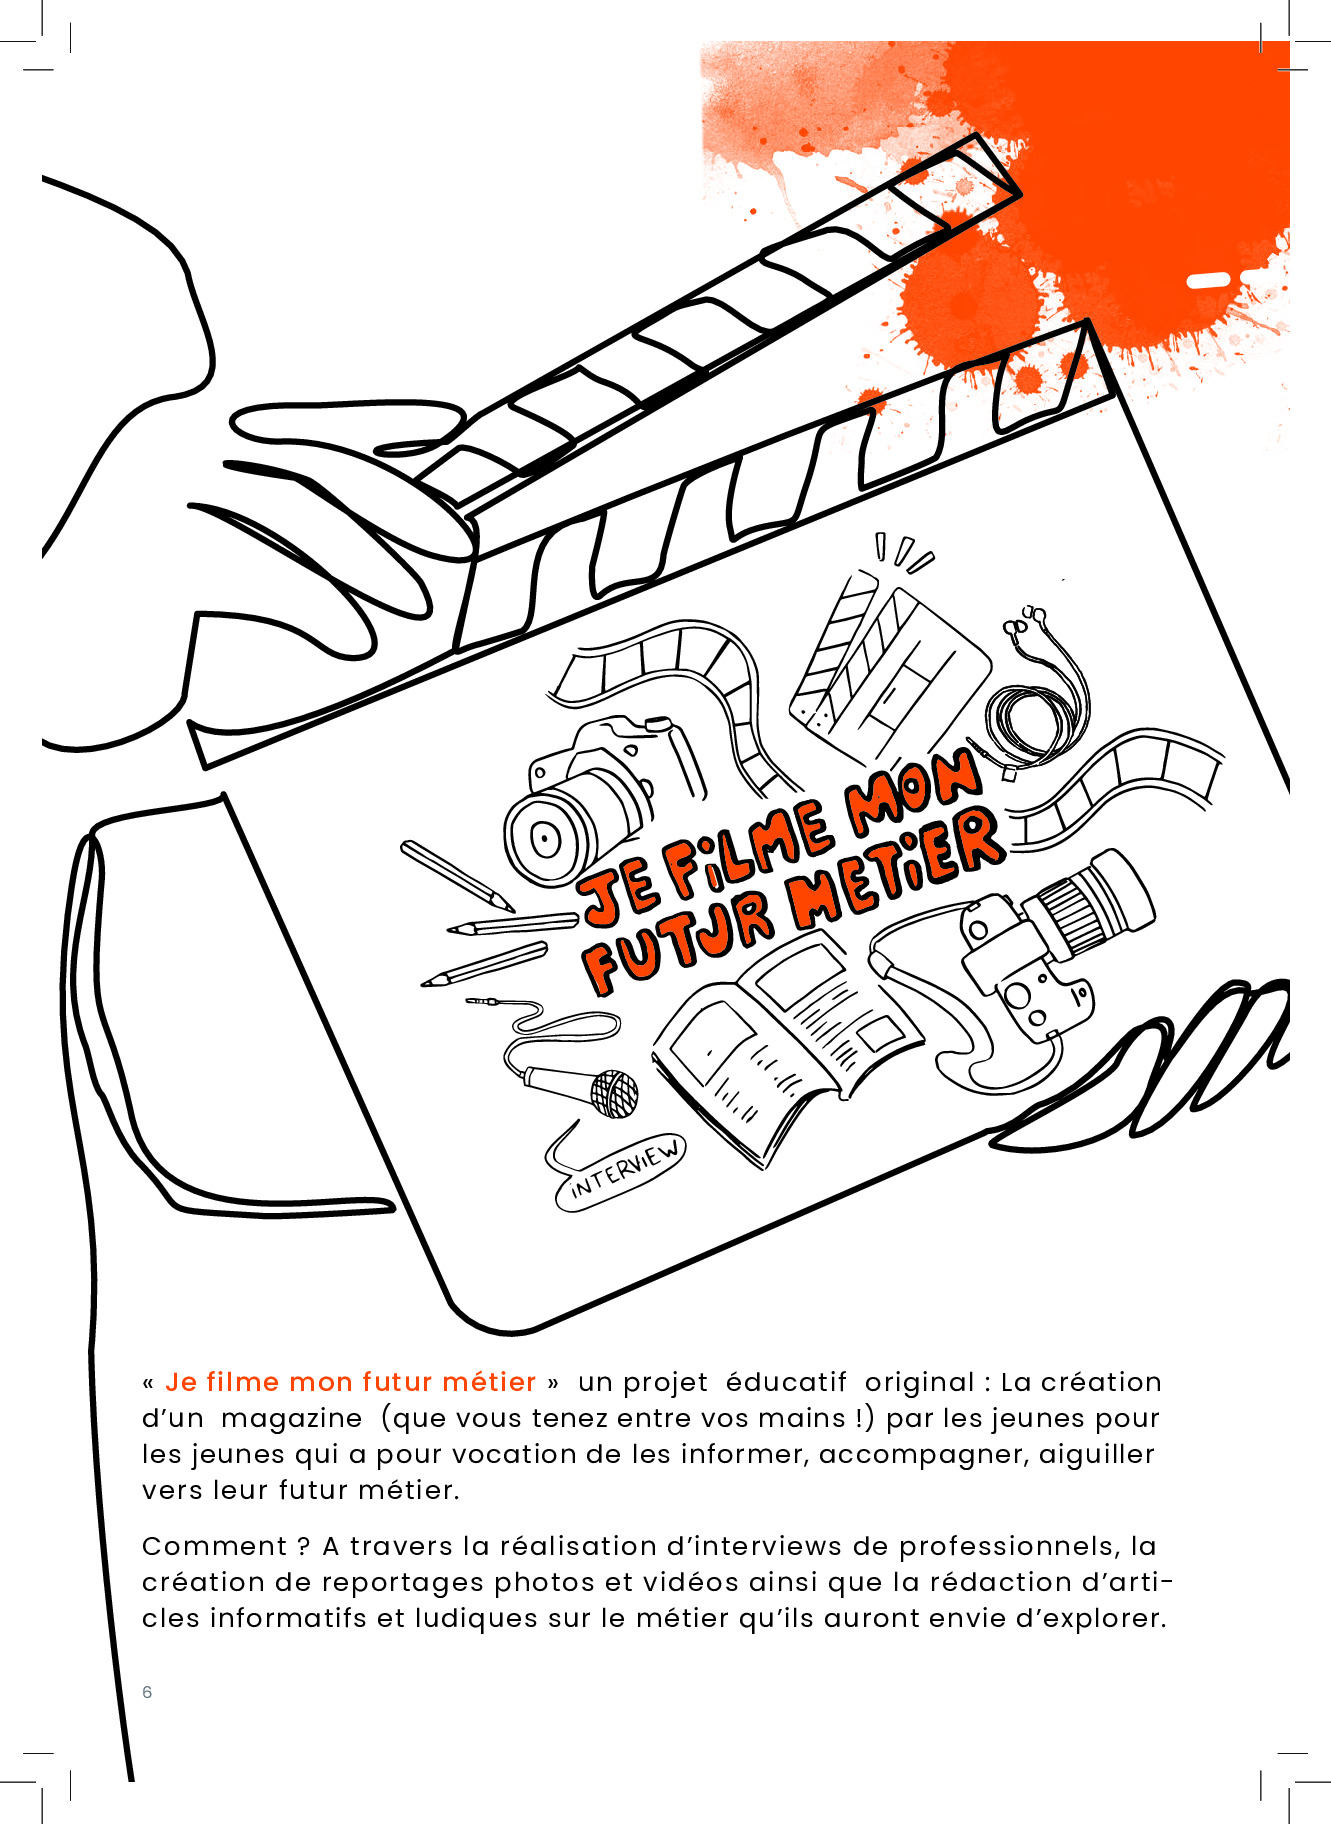 JE FiLME MON
FUTUR METiER
iNTERViEW
« Je filme mon futur métier » un projet éducatif original : La création
d’un magazine (que vous tenez entre vos mains !) par les jeunes pour
les jeunes qui a pour vocation de les informer, accompagner, aiguiller
vers leur futur métier.
Comment ? A travers la réalisation d’interviews de professionnels, la
création de reportages photos et vidéos ainsi que la rédaction d’arti-
cles informatifs et ludiques sur le métier qu’ils auront envie d’explorer.
6